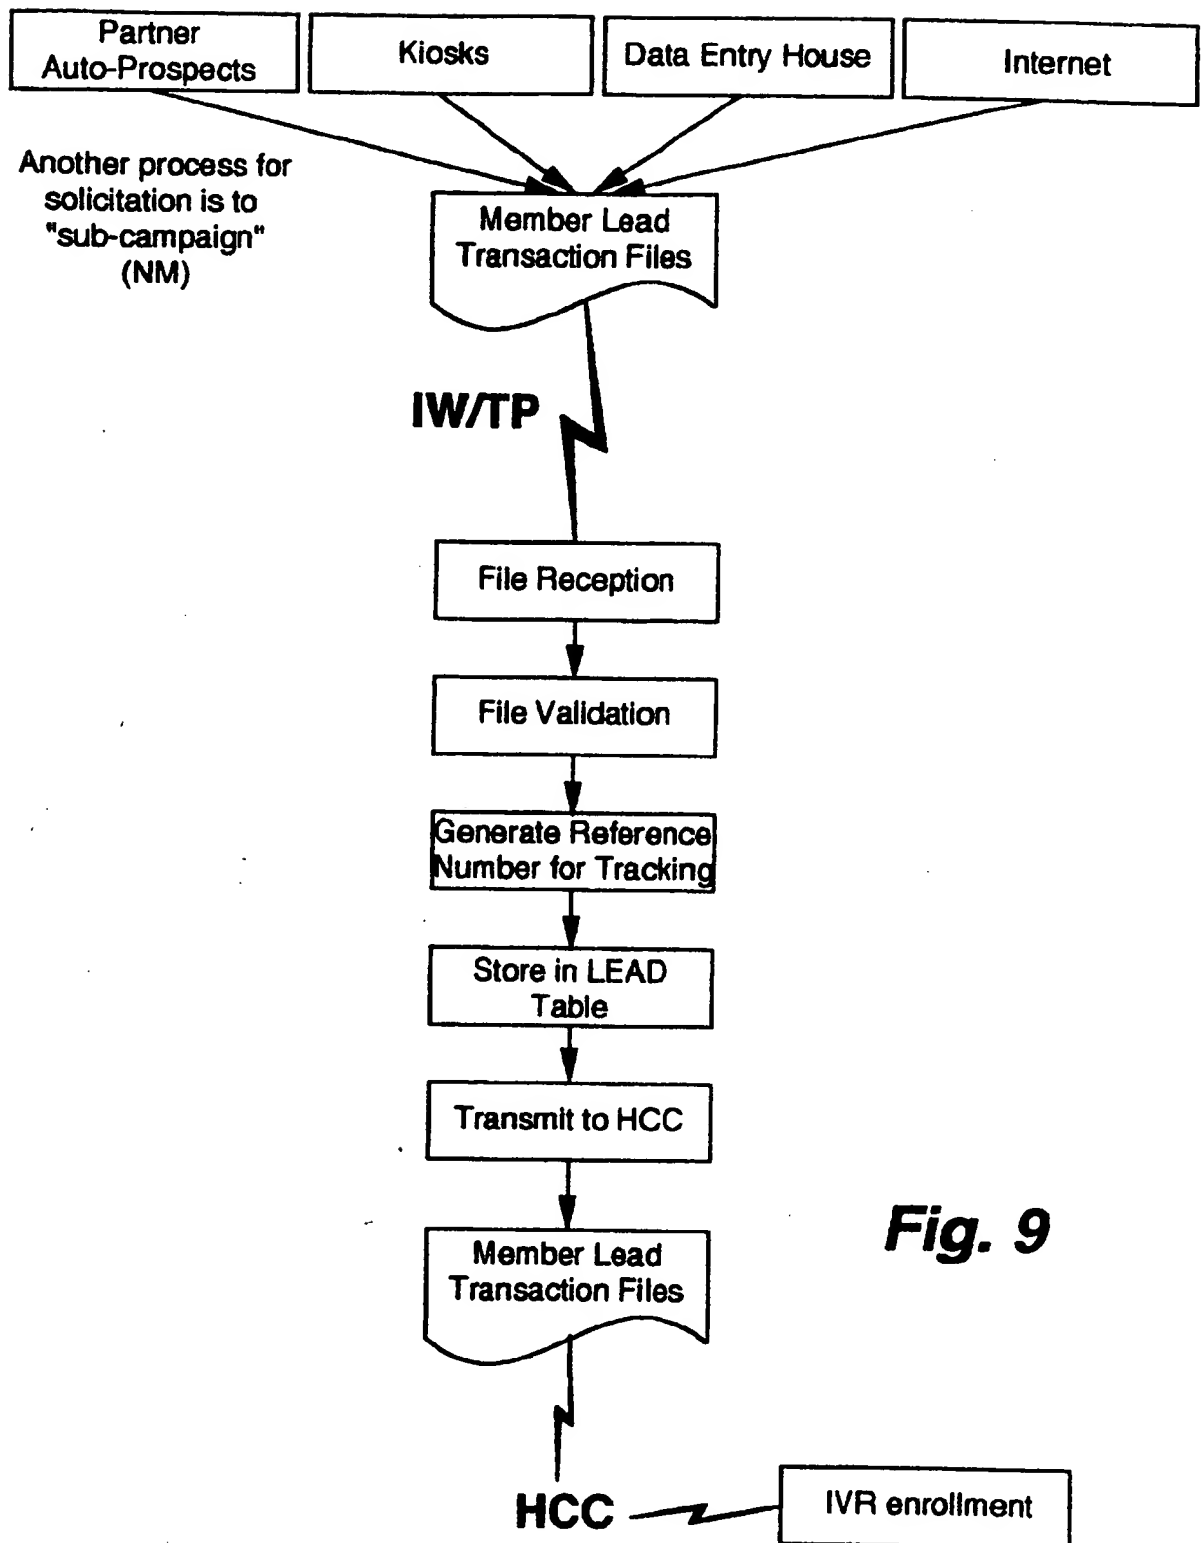 Partner
Auto-Prospects
Kiosks
Data Entry House
Internet
Another process for
solicitation is to
"sub-campaign"
(NM)
Member Lead
Transaction Files
IW/TP
File Reception
File Validation
Generate Reference
Number for Tracking
Store in LEAD
Table
Transmit to HCC
Member Lead
Transaction Files
Fig. 9
HCC
IVR enrollment